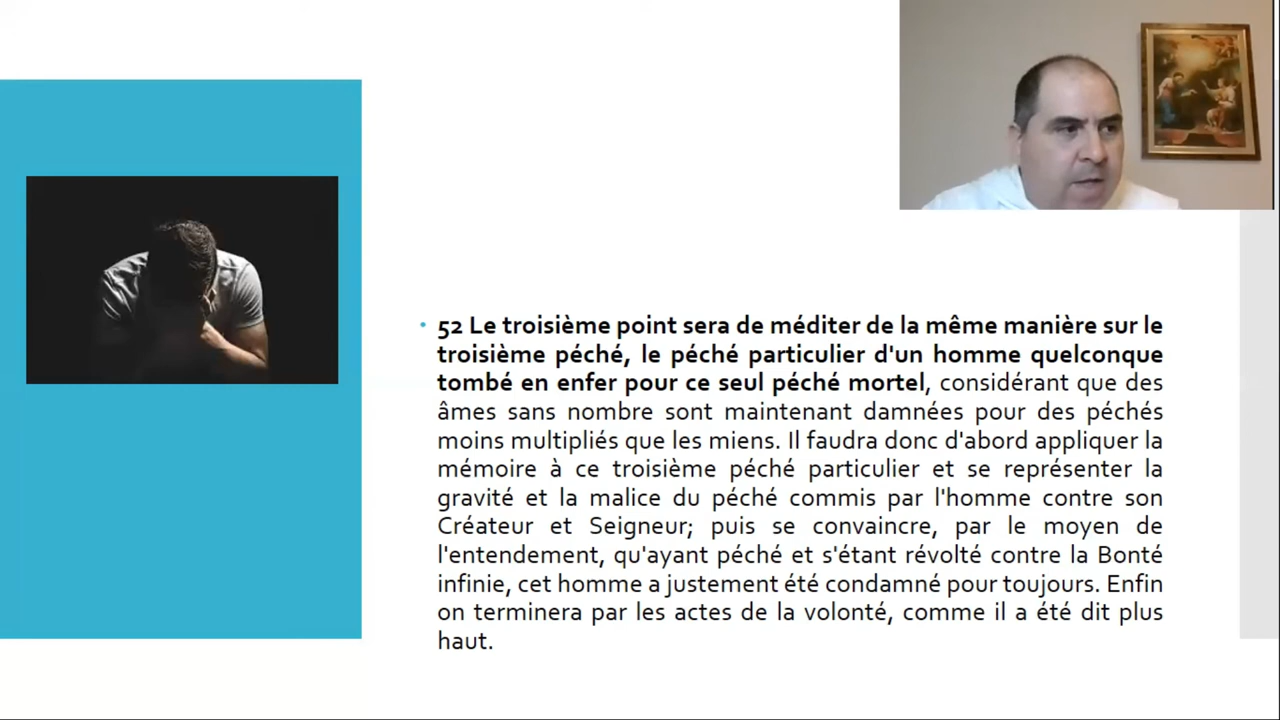 • 52 Le troisième point sera de méditer de la même manière sur le
troisième péché, le péché particulier d'un homme quelconque
tombé en enfer pour ce seul péché mortel, considérant que des
âmes sans nombre sont maintenant damnées pour des péchés
moins multipliés que les miens. Il faudra donc d'abord appliquer la
mémoire à ce troisième péché particulier et se représenter la
gravité et la malice du péché commis par l'homme contre son
Créateur et Seigneur; puis se convaincre, par le moyen de
l'entendement, qu'ayant péché et s'étant révolté contre la Bonté
infinie, cet homme a justement été condamné pour toujours. Enfin
on terminera par les actes de la volonté, comme il a été dit plus
haut.